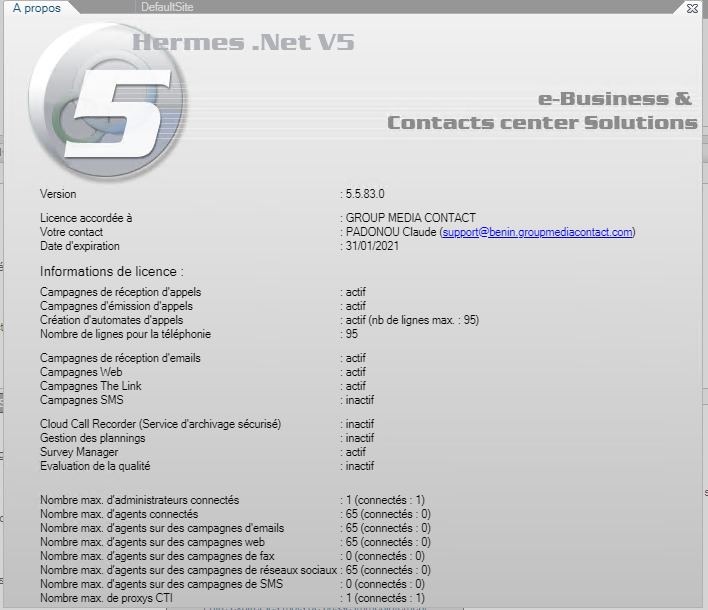 A propos
DefaultSite
Hermes .Net V5
5
e-Business &
Contacts center Solutions
Version : 5.5.83.0
Licence accordée à : GROUP MEDIA CONTACT
Votre contact : PADONOU Claude (support@benin.groupmediacontact.com)
Date d'expiration : 31/01/2021
Informations de licence :
Campagnes de réception d'appels : actif
Campagnes d'émission d'appels : actif
Création d'automates d'appels : actif (nb de lignes max. : 95)
Nombre de lignes pour la téléphonie : 95
Campagnes de réception d'emails : actif
Campagnes Web : actif
Campagnes The Link : actif
Campagnes SMS : inactif
Cloud Call Recorder (Service d'archivage sécurisé) : inactif
Gestion des plannings : inactif
Survey Manager : actif
Evaluation de la qualité : inactif
Nombre max. d'administrateurs connectés : 1 (connectés : 1)
Nombre max. d'agents connectés : 65 (connectés : 0)
Nombre max. d'agents sur des campagnes d'emails : 65 (connectés : 0)
Nombre max. d'agents sur des campagnes web : 65 (connectés : 0)
Nombre max. d'agents sur des campagnes de fax : 0 (connectés : 0)
Nombre max. d'agents sur des campagnes de réseaux sociaux : 65 (connectés : 0)
Nombre max. d'agents sur des campagnes de SMS : 0 (connectés : 0)
Nombre max. de proxys CTI : 1 (connectés : 1)